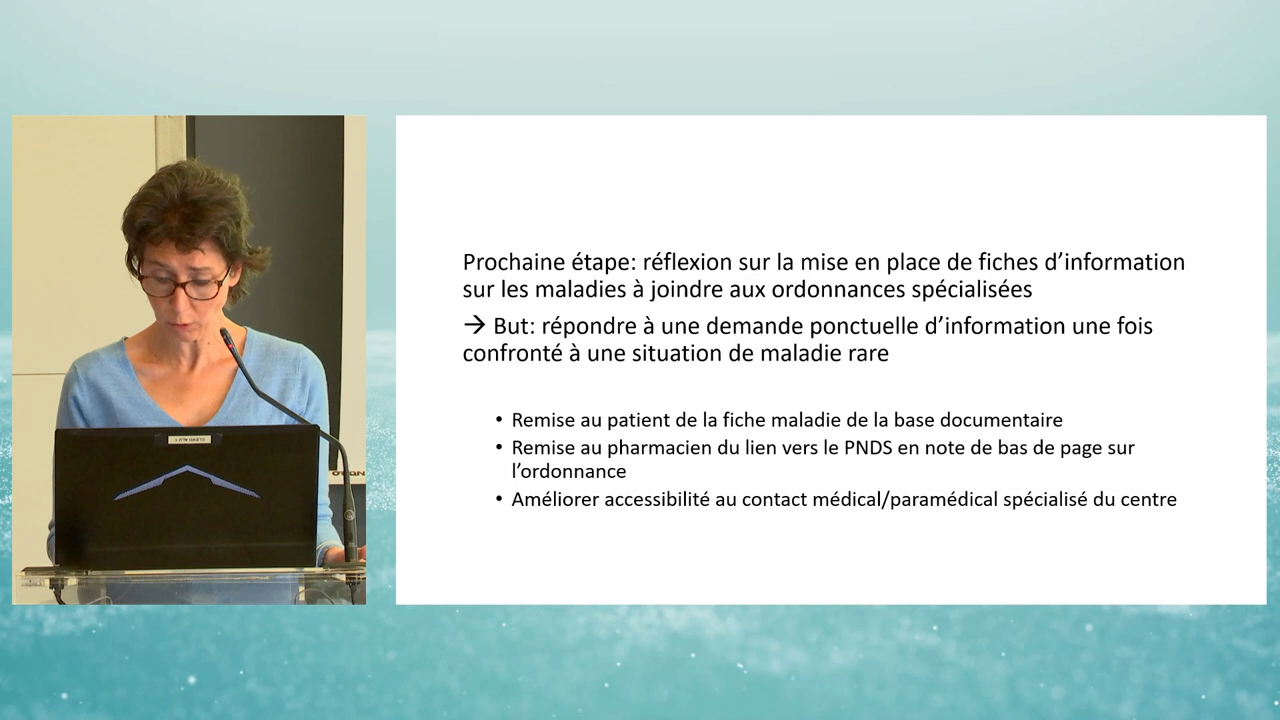 Prochaine étape: réflexion sur la mise en place de fiches d’information
sur les maladies à joindre aux ordonnances spécialisées
→ But: répondre à une demande ponctuelle d’information une fois
confronté à une situation de maladie rare
• Remise au patient de la fiche maladie de la base documentaire
• Remise au pharmacien du lien vers le PNDS en note de bas de page sur
l’ordonnance
• Améliorer accessibilité au contact médical/paramédical spécialisé du centre